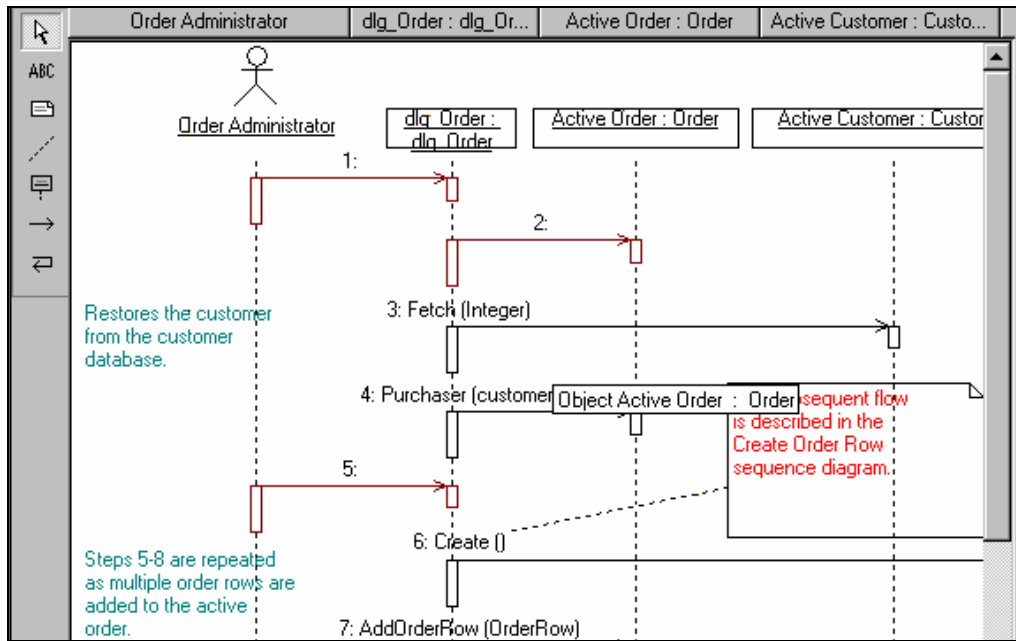 Order Administrator
dlg_Order : dlg_Or...
Active Order : Order
Active Customer : Custo...
ABC
Order Administrator
dlg_Order :
dlg_Order
Active Order : Order
Active Customer : Custor
1:
2:
Restores the customer
from the customer
database.
3: Fetch (Integer)
4: Purchaser (custome
Object Active Order : Order
sequent flow
is described in the
Create Order Row
sequence diagram.
5:
6: Create ()
Steps 5-8 are repeated
as multiple order rows are
added to the active
order.
7: AddOrderRow (OrderRow)